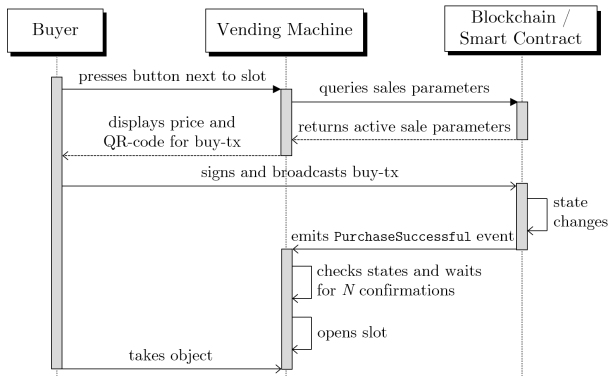 Buyer
Vending Machine
Blockchain /
Smart Contract
presses button next to slot
queries sales parameters
displays price and
QR-code for buy-tx
returns active sale parameters
signs and broadcasts buy-tx
state
changes
emits PurchaseSuccessful event
checks states and waits
for N confirmations
opens slot
takes object